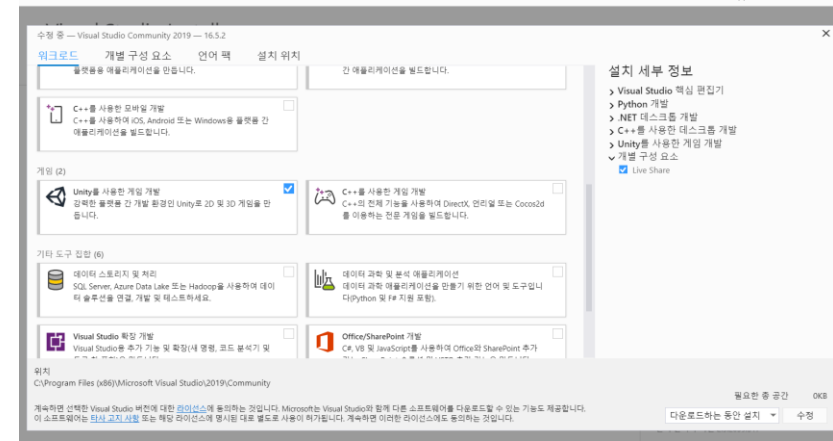 수정 중 — Visual Studio Community 2019 — 16.5.2
워크로드 개별 구성 요소 언어 팩 설치 위치
플랫폼용 애플리케이션을 만듭니다.
간 애플리케이션을 빌드합니다.
C++를 사용한 모바일 개발
C++를 사용하여 iOS, Android 또는 Windows용 플랫폼 간
애플리케이션을 빌드합니다.
게임 (2)
Unity를 사용한 게임 개발
강력한 플랫폼 간 개발 환경인 Unity로 2D 및 3D 게임을 만
듭니다.
C++를 사용한 게임 개발
C++의 전체 기능을 사용하여 DirectX, 언리얼 또는 Cocos2d
를 이용하는 전문 게임을 빌드합니다.
기타 도구 집합 (6)
데이터 스토리지 및 처리
SQL Server, Azure Data Lake 또는 Hadoop을 사용하여 데이
터 솔루션을 연결, 개발 및 테스트하세요.
데이터 과학 및 분석 애플리케이션
데이터 과학 애플리케이션을 만들기 위한 언어 및 도구입니
다(Python 및 F# 지원 포함).
Visual Studio 확장 개발
Visual Studio용 추가 기능 및 확장(새 명령, 코드 분석기 및
Office/SharePoint 개발
C#, VB 및 JavaScript를 사용하여 Office와 SharePoint 추가
설치 세부 정보
Visual Studio 핵심 편집기
Python 개발
.NET 데스크톱 개발
C++를 사용한 데스크톱 개발
Unity를 사용한 게임 개발
개별 구성 요소
Live Share
위치
C:\Program Files (x86)\Microsoft Visual Studio\2019\Community
계속하면 선택한 Visual Studio 버전에 대한 라이선스에 동의하는 것입니다. Microsoft는 Visual Studio와 함께 다른 소프트웨어를 다운로드할 수 있는 기능도 제공합니다.
이 소프트웨어는 타사 고지 사항 또는 해당 라이선스에 명시된 대로 별도로 사용이 허가됩니다. 계속하면 이러한 라이선스에도 동의하는 것입니다.
필요한 총 공간 0KB
다운로드하는 동안 설치 수정